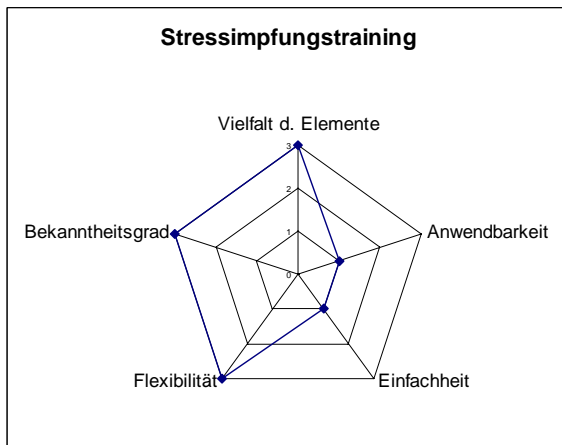 Stressimpfungstraining
Vielfalt d. Elemente
3
2
1
0
Bekanntheitsgrad
Anwendbarkeit
Flexibilität
Einfachheit